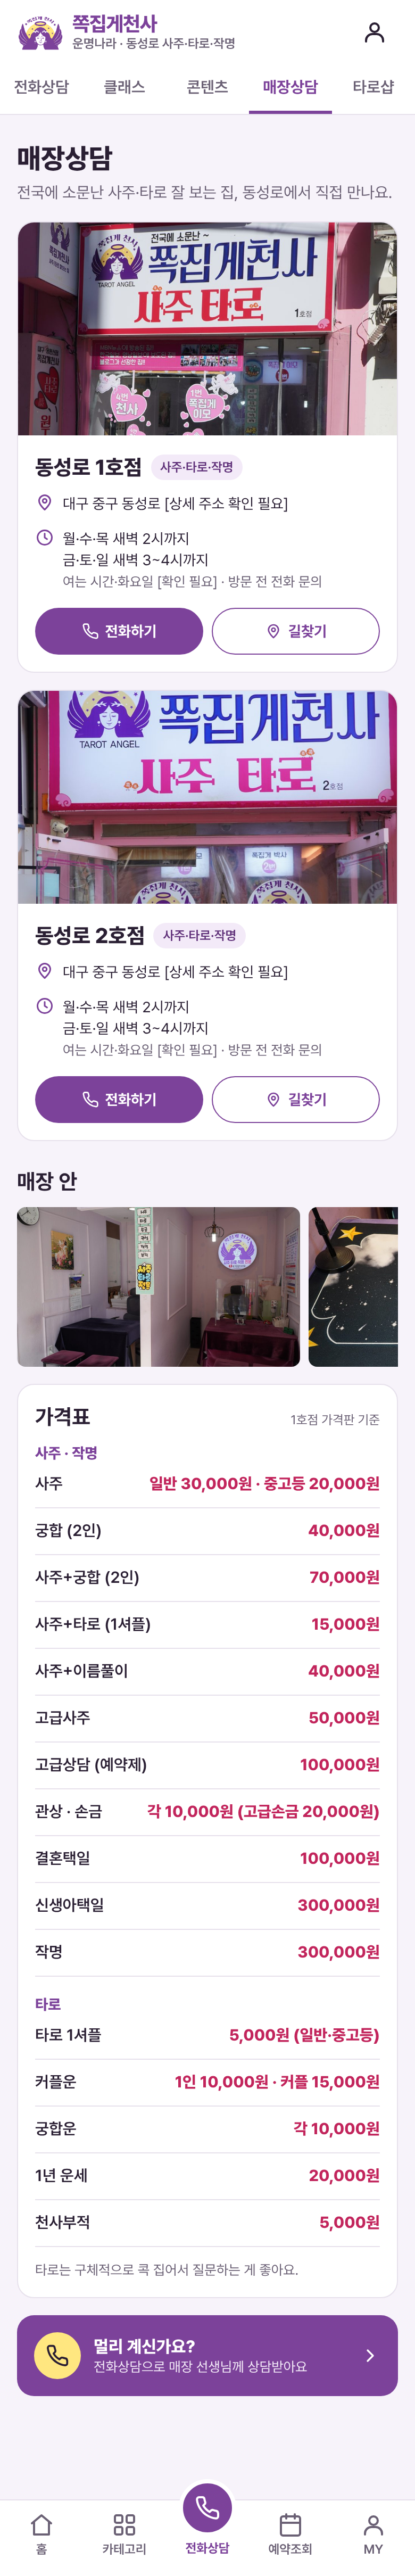 쪽집게천사
운명나라 · 동성로 사주·타로·작명
전화상담 클래스 콘텐츠 매장상담 타로샵
매장상담
전국에 소문난 사주·타로 잘 보는 집, 동성로에서 직접 만나요.
전국에 소문난 ~
쪽집게천사
TAROT ANGEL
사주 타로
1호점
4번
천사
1번
쪽집게
이모
동성로 1호점 사주·타로·작명
대구 중구 동성로 [상세 주소 확인 필요]
월·수·목 새벽 2시까지
금·토·일 새벽 3~4시까지
여는 시간·화요일 [확인 필요] · 방문 전 전화 문의
전화하기 길찾기
쪽집게천사
TAROT ANGEL
사주 타로
2호점
동성로 2호점 사주·타로·작명
대구 중구 동성로 [상세 주소 확인 필요]
월·수·목 새벽 2시까지
금·토·일 새벽 3~4시까지
여는 시간·화요일 [확인 필요] · 방문 전 전화 문의
전화하기 길찾기
매장 안
가격표 1호점 가격판 기준
사주 · 작명
사주 일반 30,000원 · 중고등 20,000원
궁합 (2인) 40,000원
사주+궁합 (2인) 70,000원
사주+타로 (1셔플) 15,000원
사주+이름풀이 40,000원
고급사주 50,000원
고급상담 (예약제) 100,000원
관상 · 손금 각 10,000원 (고급손금 20,000원)
결혼택일 100,000원
신생아택일 300,000원
작명 300,000원
타로
타로 1셔플 5,000원 (일반·중고등)
커플운 1인 10,000원 · 커플 15,000원
궁합운 각 10,000원
1년 운세 20,000원
천사부적 5,000원
타로는 구체적으로 콕 집어서 질문하는 게 좋아요.
멀리 계신가요?
전화상담으로 매장 선생님께 상담받아요
홈 카테고리 전화상담 예약조회 MY